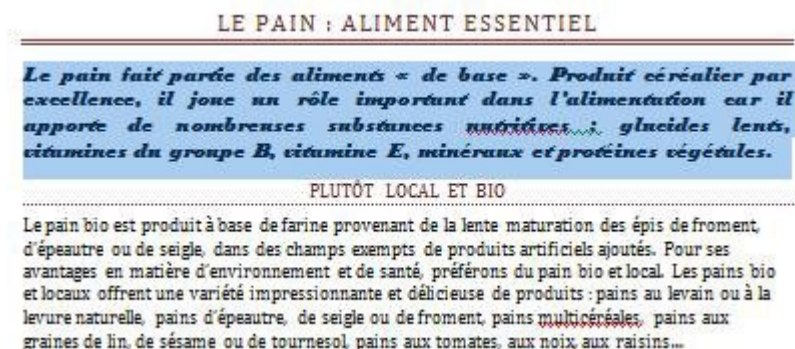 LE PAIN : ALIMENT ESSENTIEL
Le pain fait partie des aliments « de base ». Produit céréalier par
excellence, il joue un rôle important dans l'alimentation car il
apporte de nombreuses substances nutritives : glucides lents,
vitamines du groupe B, vitamine E, minéraux et protéines végétales.
PLUTÔT LOCAL ET BIO
Le pain bio est produit à base de farine provenant de la lente maturation des épis de froment,
d'épeautre ou de seigle, dans des champs exempts de produits artificiels ajoutés. Pour ses
avantages en matière d'environnement et de santé, préférons du pain bio et local. Les pains bio
et locaux offrent une variété impressionnante et délicieuse de produits : pains au levain ou à la
levure naturelle, pains d'épeautre, de seigle ou de froment, pains multicéréales, pains aux
graines de lin, de sésame ou de tournesol, pains aux tomates, aux noix, aux raisins...